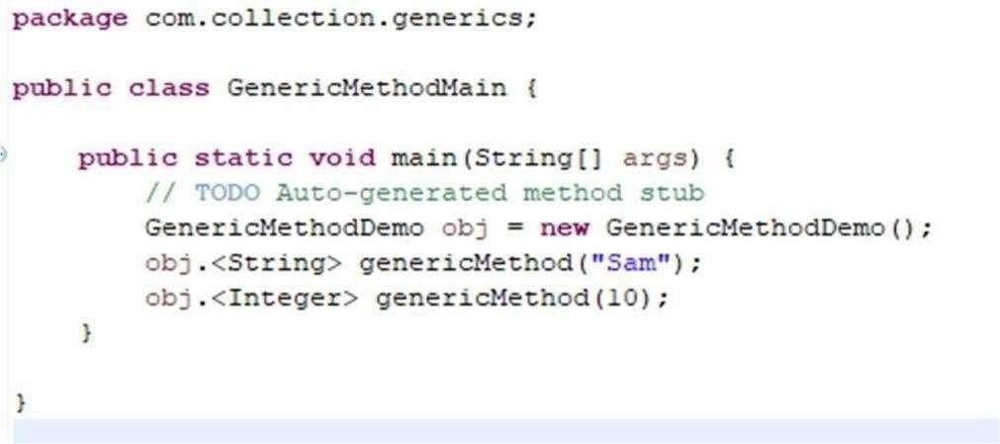 package com.collection.generics;
public class GenericMethodMain {
public static void main(String[] args) {
// TODO Auto-generated method stub
GenericMethodDemo obj = new GenericMethodDemo();
obj.<String> genericMethod("Sam");
obj.<Integer> genericMethod(10);
}
}